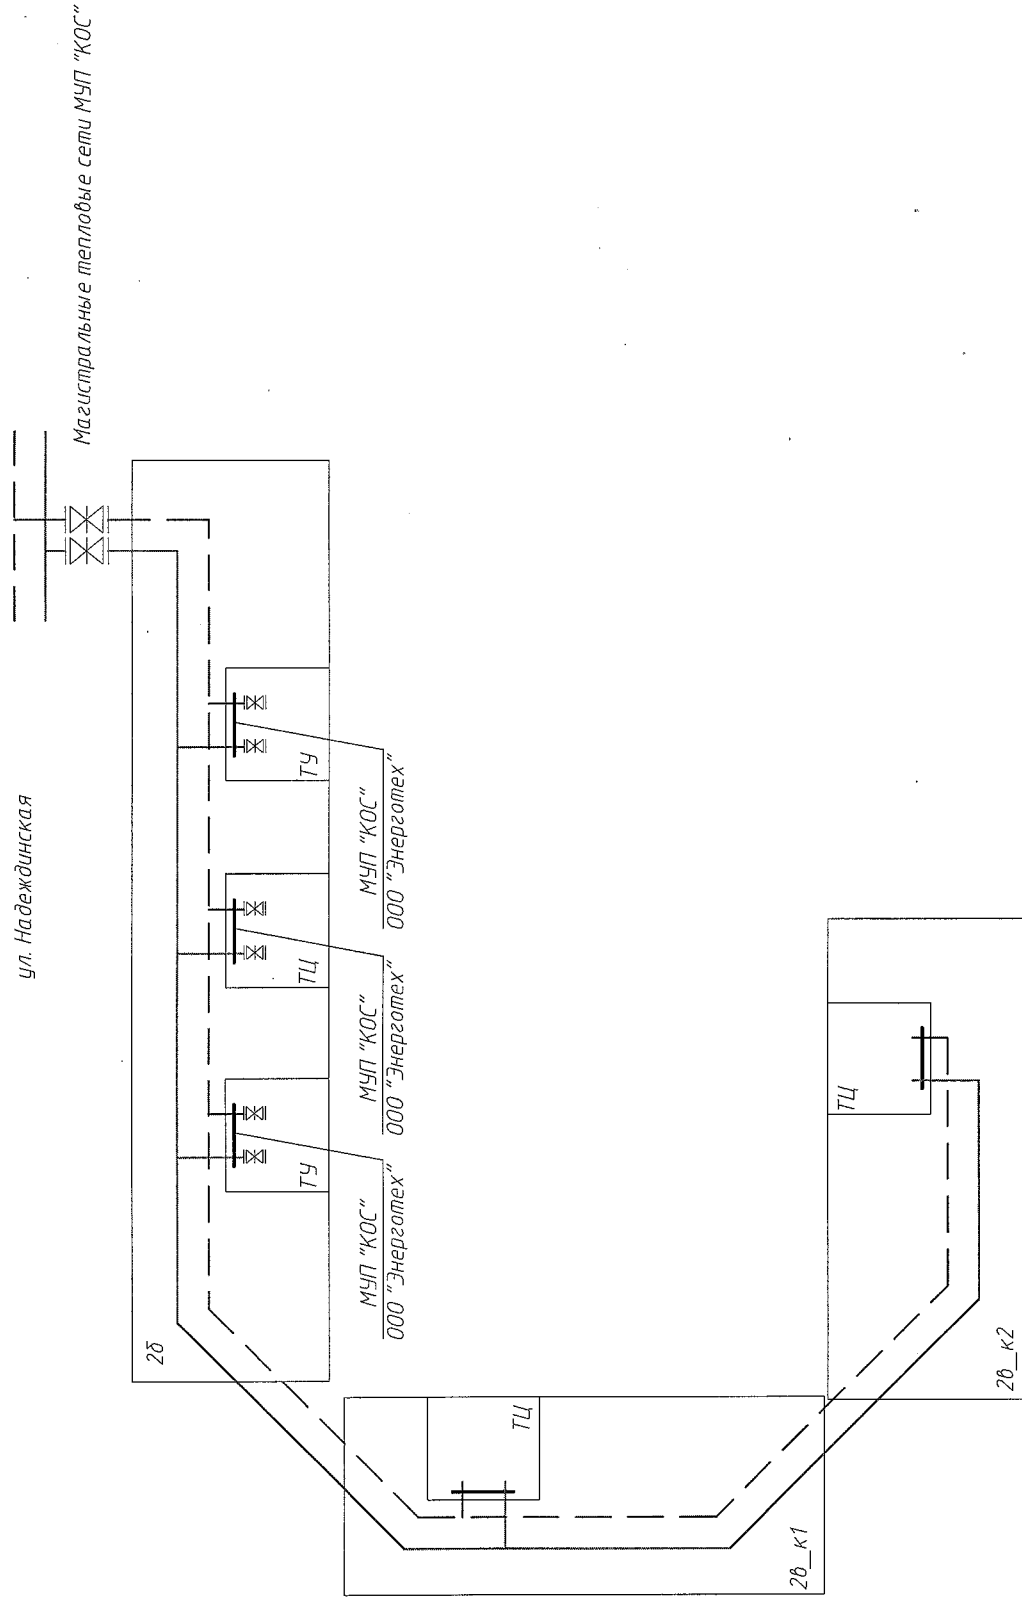 Магистральные тепловые сети МУП "КОС"
ул. Надеждинская
2б
ТУ
МУП "КОС"
ООО "Энерготех"
ТЦ
МУП "КОС"
ООО "Энерготех"
ТУ
МУП "КОС"
ООО "Энерготех"
ТЦ
2в_к1
ТЦ
2в_к2